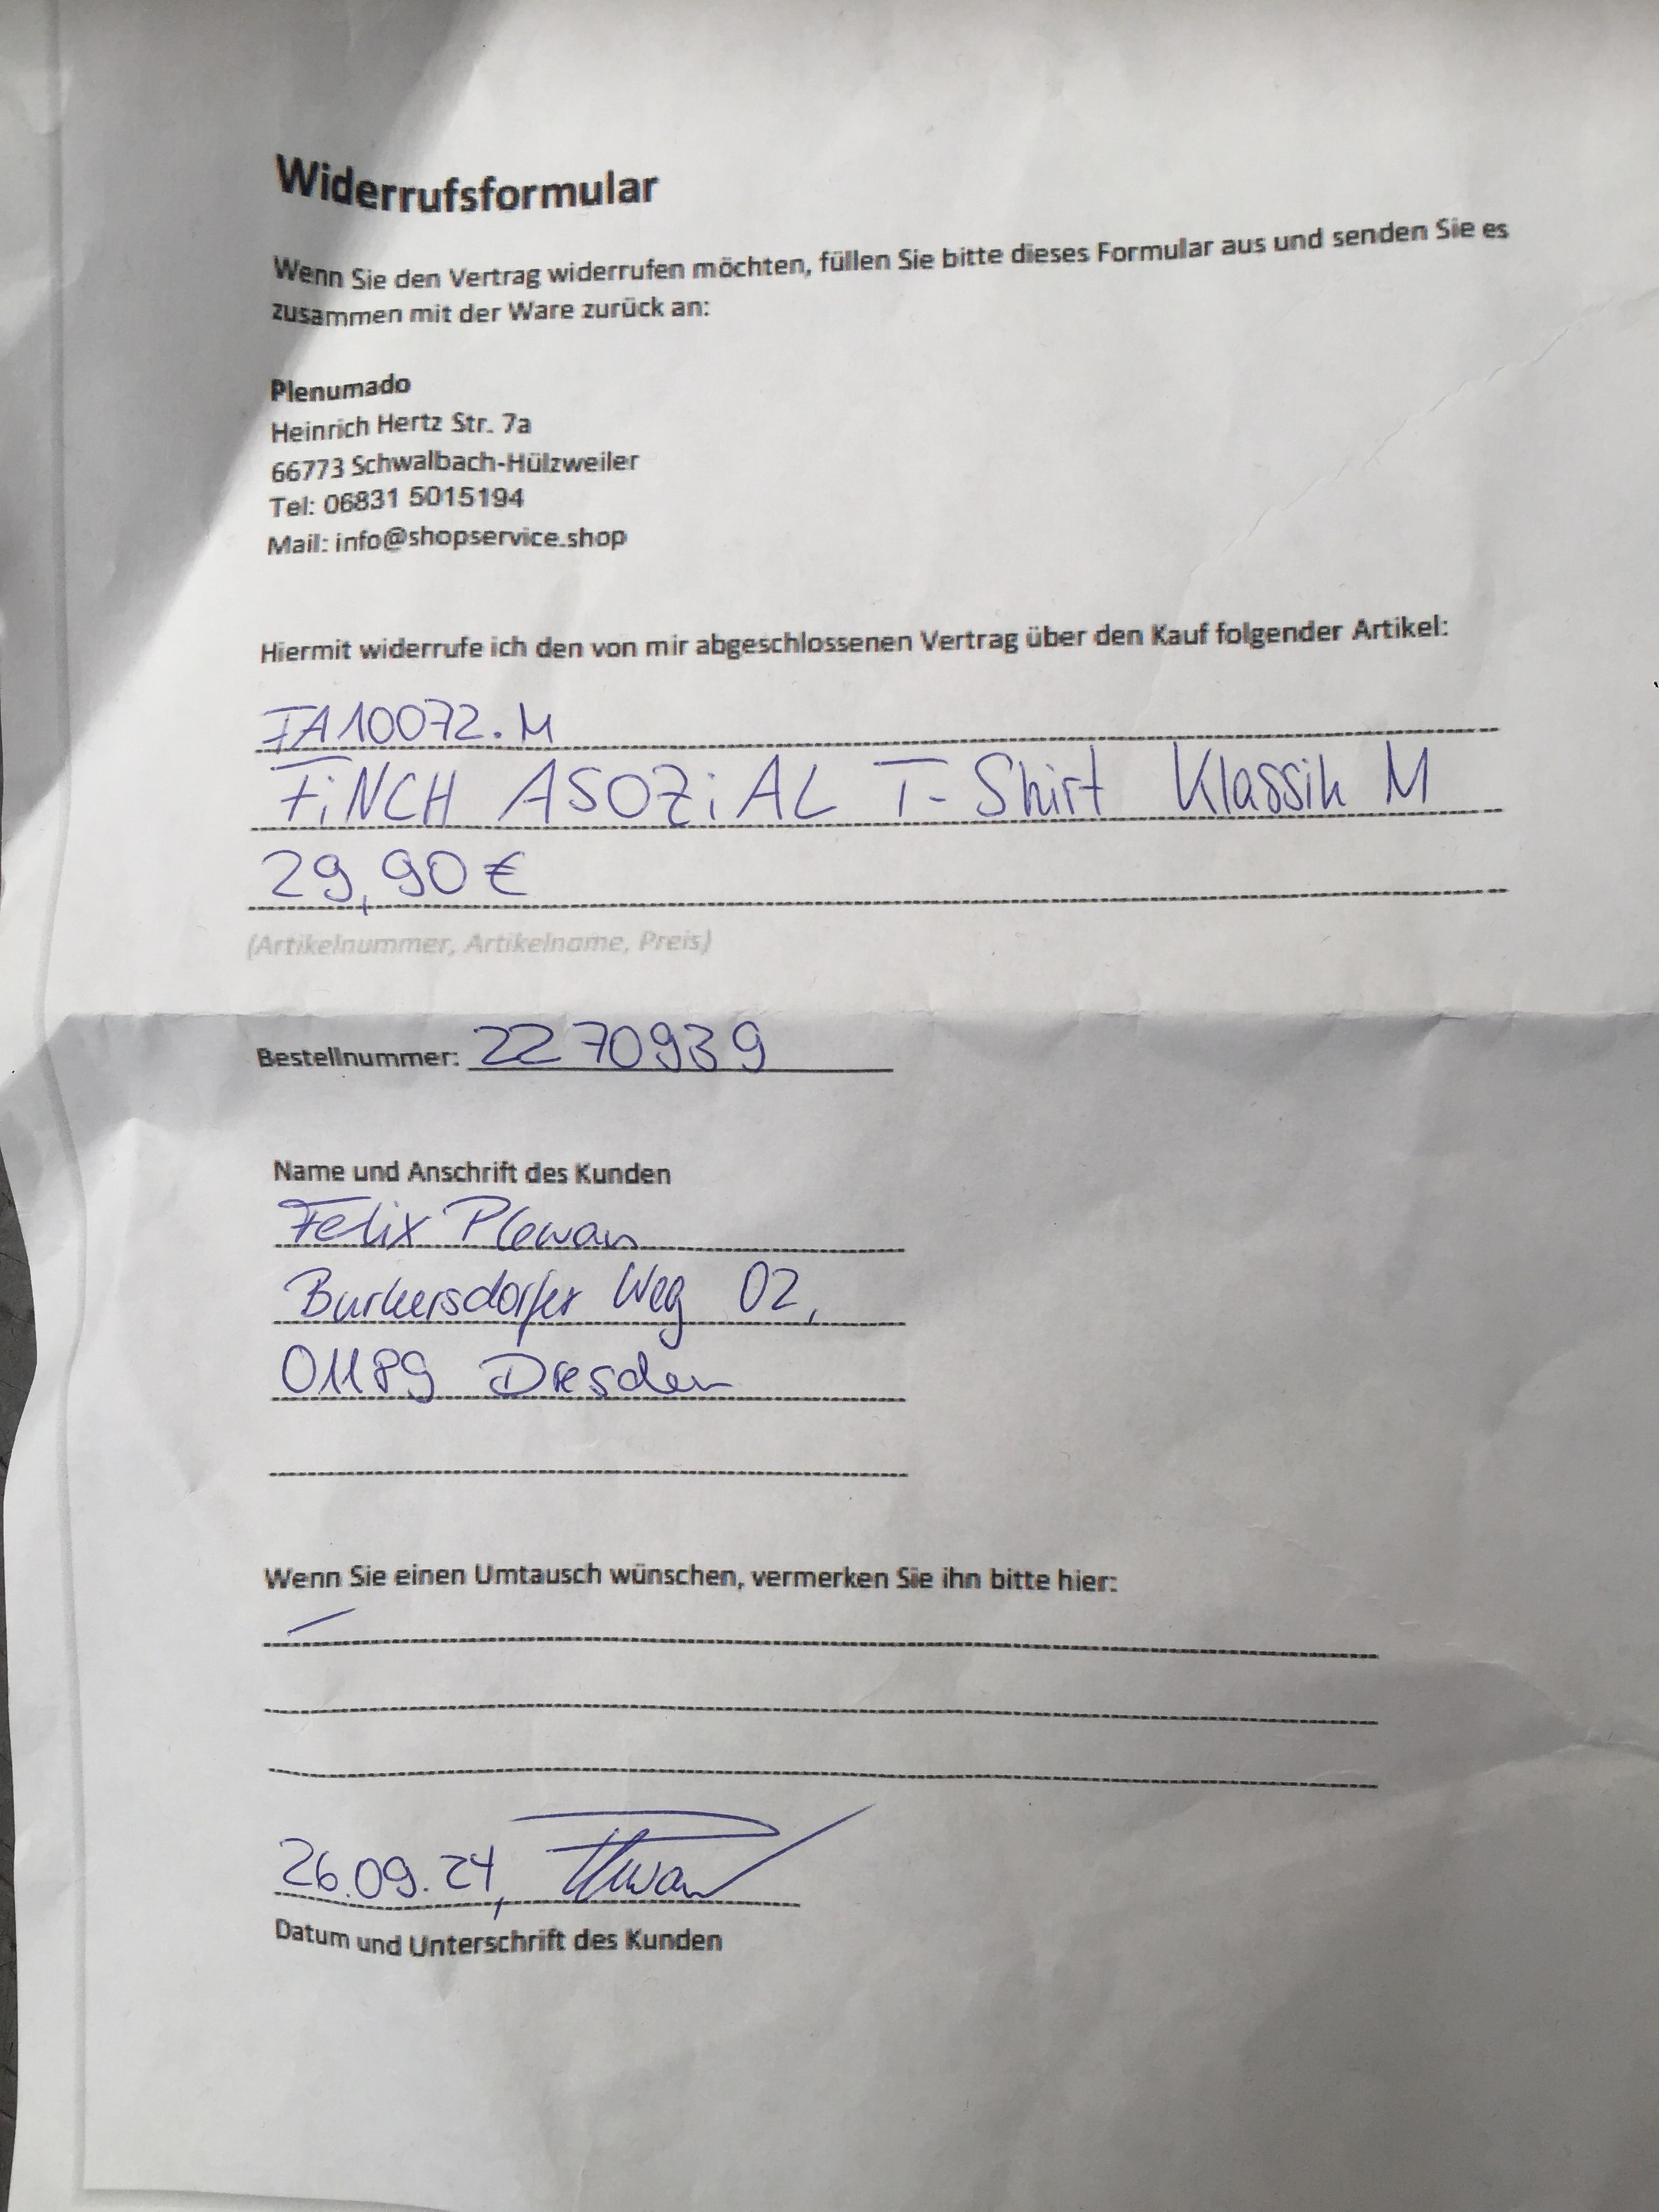 Widerrufsformular
Wenn Sie den Vertrag widerrufen möchten, füllen Sie bitte dieses Formular aus und senden Sie es
zusammen mit der Ware zurück an:
Plenumado
Heinrich Hertz Str. 7a
66773 Schwalbach-Hülzweiler
Tel: 06831 5015194
Mail: info@shopservice.shop
Hiermit widerrufe ich den von mir abgeschlossenen Vertrag über den Kauf folgender Artikel:
FA10072.M
FiNCH ASOZiAL T-Shirt Klassik M
29,90€
(Artikelnummer, Artikelname, Preis)
Bestellnummer: 2270939
Name und Anschrift des Kunden
Felix Plewan
Burkersdorfer Weg 02,
01189 Dresden
Wenn Sie einen Umtausch wünschen, vermerken Sie ihn bitte hier:
–
26.09.24, Plewan
Datum und Unterschrift des Kunden